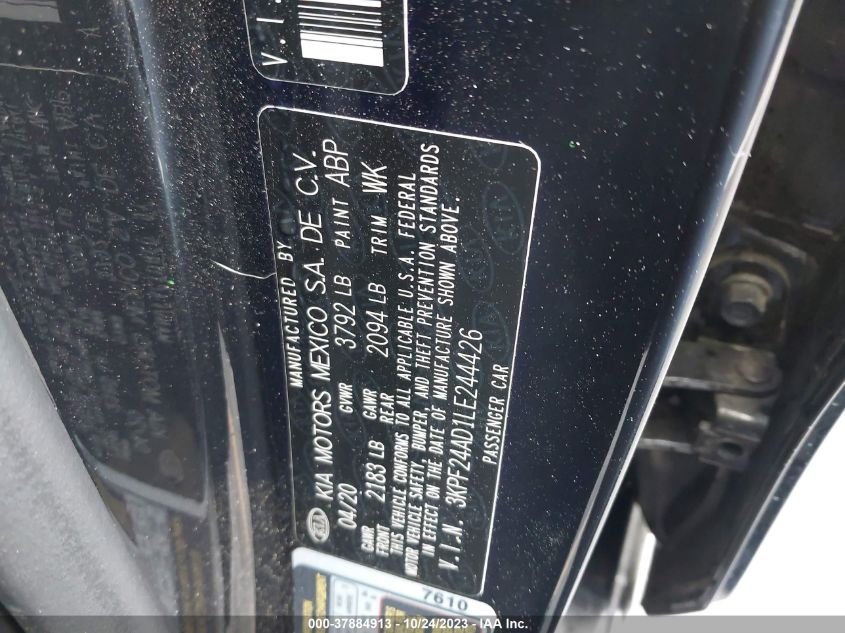 V.I.
MANUFACTURED BY
KIA KIA MOTORS MEXICO S.A. DE C.V.
04/20 GVWR 3792 LB PAINT ABP
GAWR FRONT 2183 LB GAWR REAR 2094 LB TRIM WK
THIS VEHICLE CONFORMS TO ALL APPLICABLE U.S.A. FEDERAL
MOTOR VEHICLE SAFETY, BUMPER, AND THEFT PREVENTION STANDARDS
IN EFFECT ON THE DATE OF MANUFACTURE SHOWN ABOVE.
V.I.N. 3KPF24AD1LE244426
PASSENGER CAR
7610
000-37884913 - 10/24/2023 - IAA Inc.